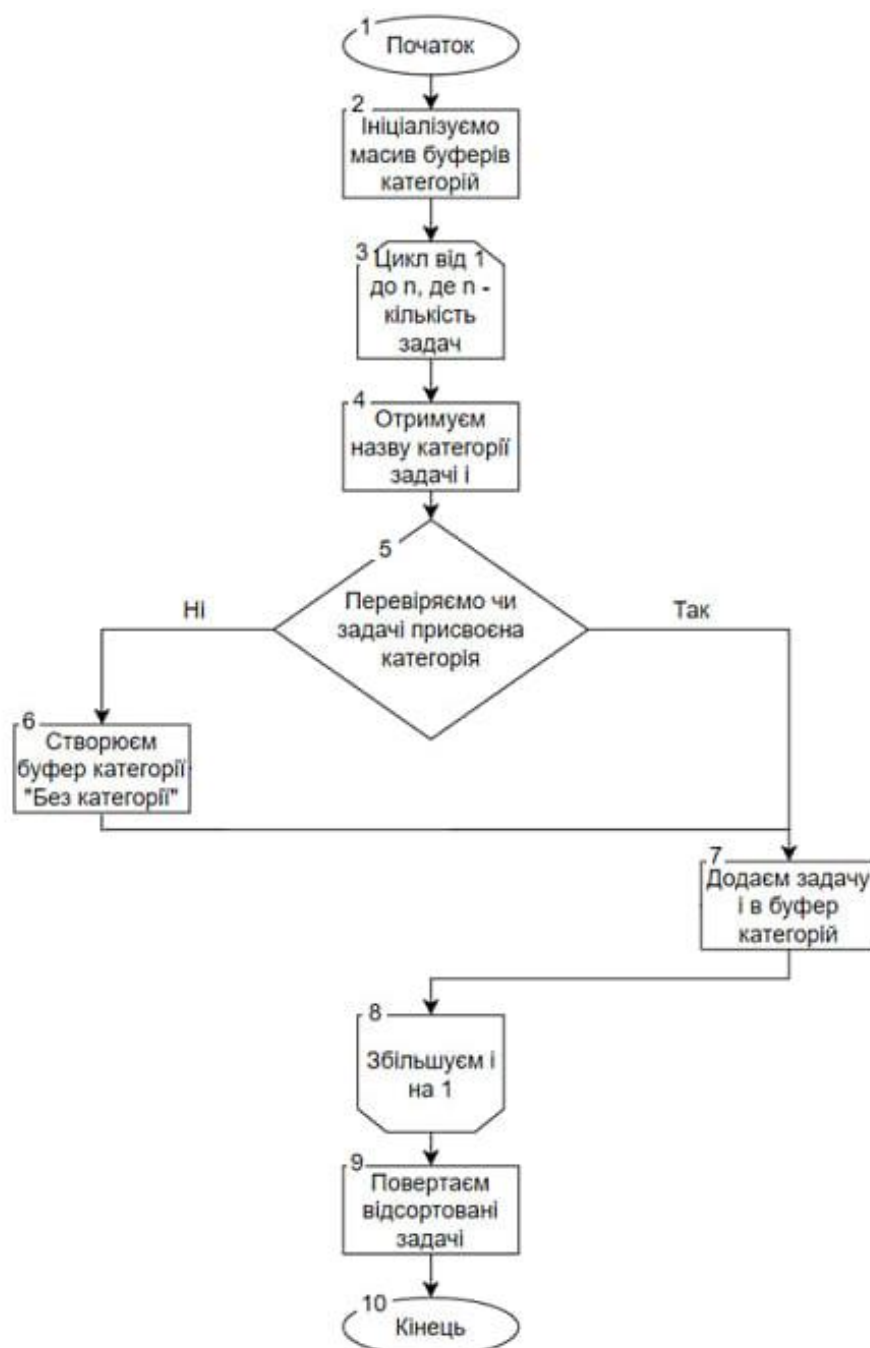 1
Початок
2
Ініціалізуємо
масив буферів
категорій
3
Цикл від 1
до n, де n -
кількість
задач
4
Отримуєм
назву категорії
задачі і
5
Перевіряємо чи
задачі присвоєна
категорія
Ні
Так
6
Створюєм
буфер категорії
"Без категорії"
7
Додаєм задачу
і в буфер
категорій
8
Збільшуєм і
на 1
9
Повертаєм
відсортовані
задачі
10
Кінець